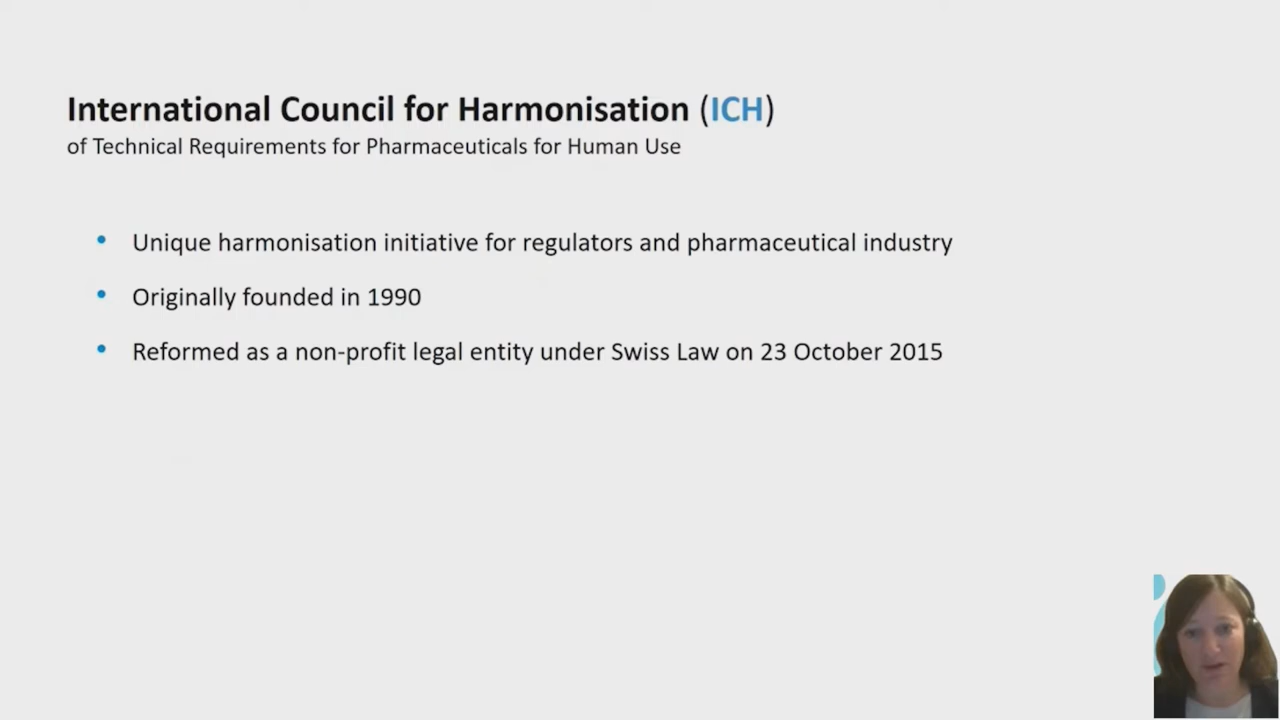 International Council for Harmonisation (ICH)
of Technical Requirements for Pharmaceuticals for Human Use
• Unique harmonisation initiative for regulators and pharmaceutical industry
• Originally founded in 1990
• Reformed as a non-profit legal entity under Swiss Law on 23 October 2015